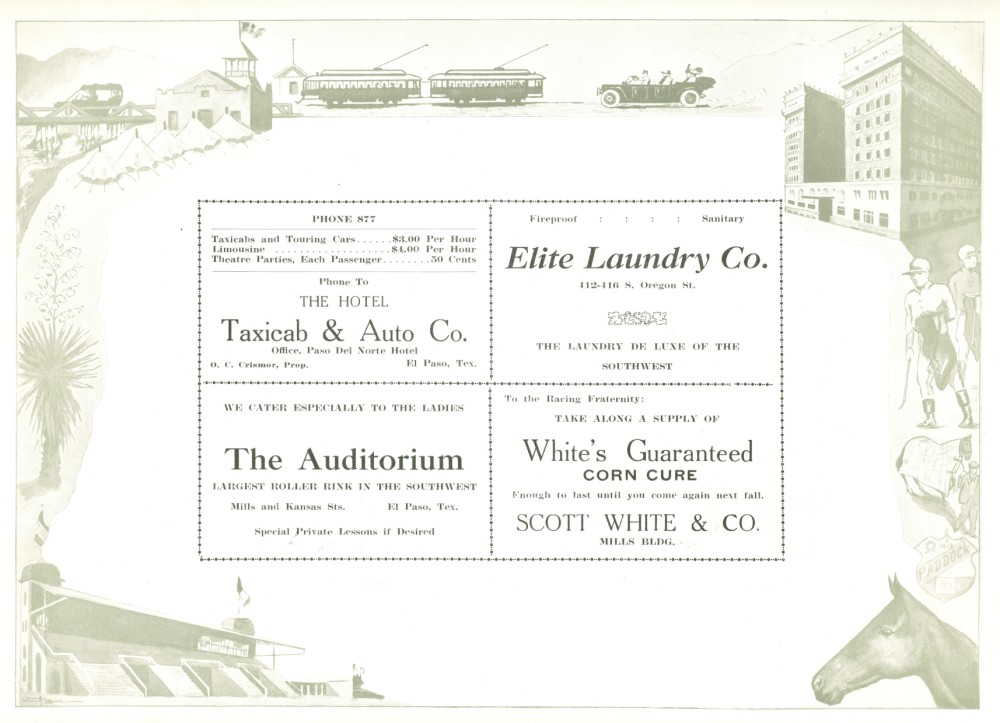 PHONE 877
Taxicabs and Touring Cars......$3.00 Per Hour
Limousine ..................$4.00 Per Hour
Theatre Parties, Each Passenger........50 Cents
Phone To
THE HOTEL
Taxicab & Auto Co.
Office, Paso Del Norte Hotel
O. C. Crismor, Prop. El Paso, Tex.
Fireproof : : : : Sanitary
Elite Laundry Co.
412-416 S. Oregon St.
THE LAUNDRY DE LUXE OF THE
SOUTHWEST
WE CATER ESPECIALLY TO THE LADIES
The Auditorium
LARGEST ROLLER RINK IN THE SOUTHWEST
Mills and Kansas Sts. El Paso, Tex.
Special Private Lessons if Desired
To the Racing Fraternity:
TAKE ALONG A SUPPLY OF
White's Guaranteed
CORN CURE
Enough to last until you come again next fall.
SCOTT WHITE & CO.
MILLS BLDG.
PADDOCK